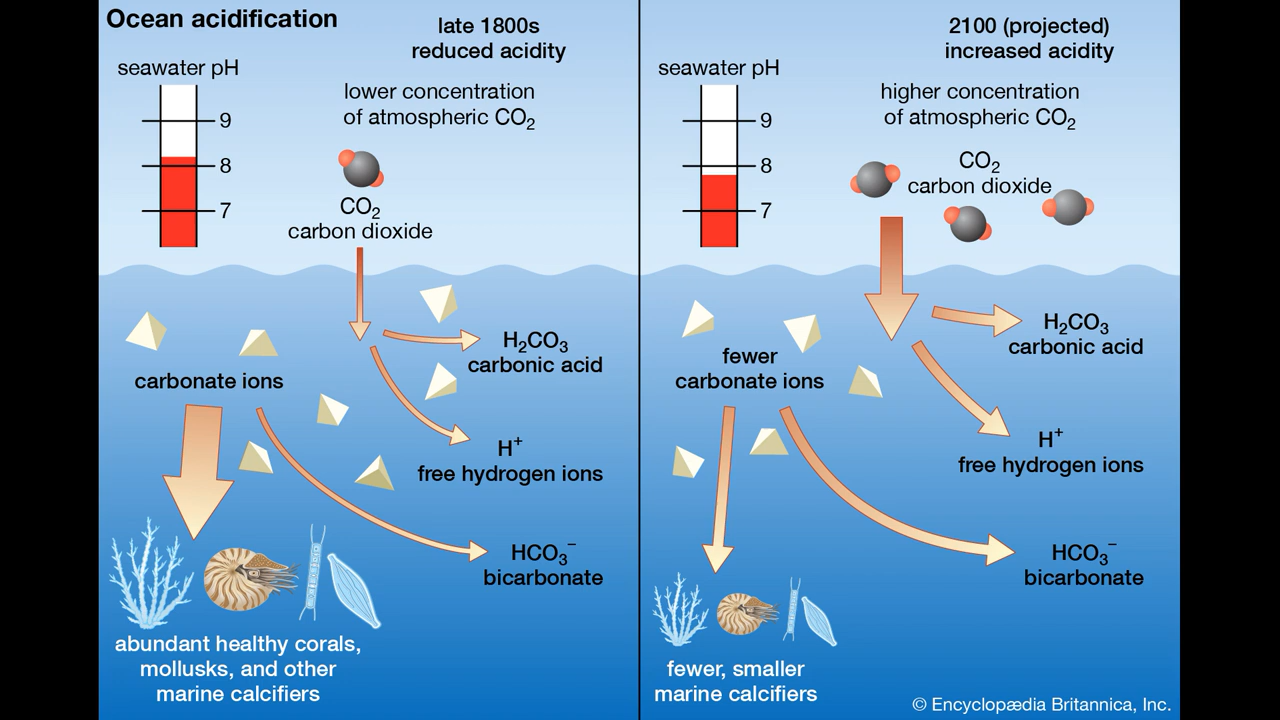 Ocean acidification
late 1800s
reduced acidity
seawater pH
9
8
7
lower concentration
of atmospheric CO₂
CO₂
carbon dioxide
H₂CO₃
carbonic acid
carbonate ions
H⁺
free hydrogen ions
HCO₃⁻
bicarbonate
abundant healthy corals,
mollusks, and other
marine calcifiers
2100 (projected)
increased acidity
seawater pH
9
8
7
higher concentration
of atmospheric CO₂
CO₂
carbon dioxide
H₂CO₃
carbonic acid
fewer
carbonate ions
H⁺
free hydrogen ions
HCO₃⁻
bicarbonate
fewer, smaller
marine calcifiers
© Encyclopædia Britannica, Inc.